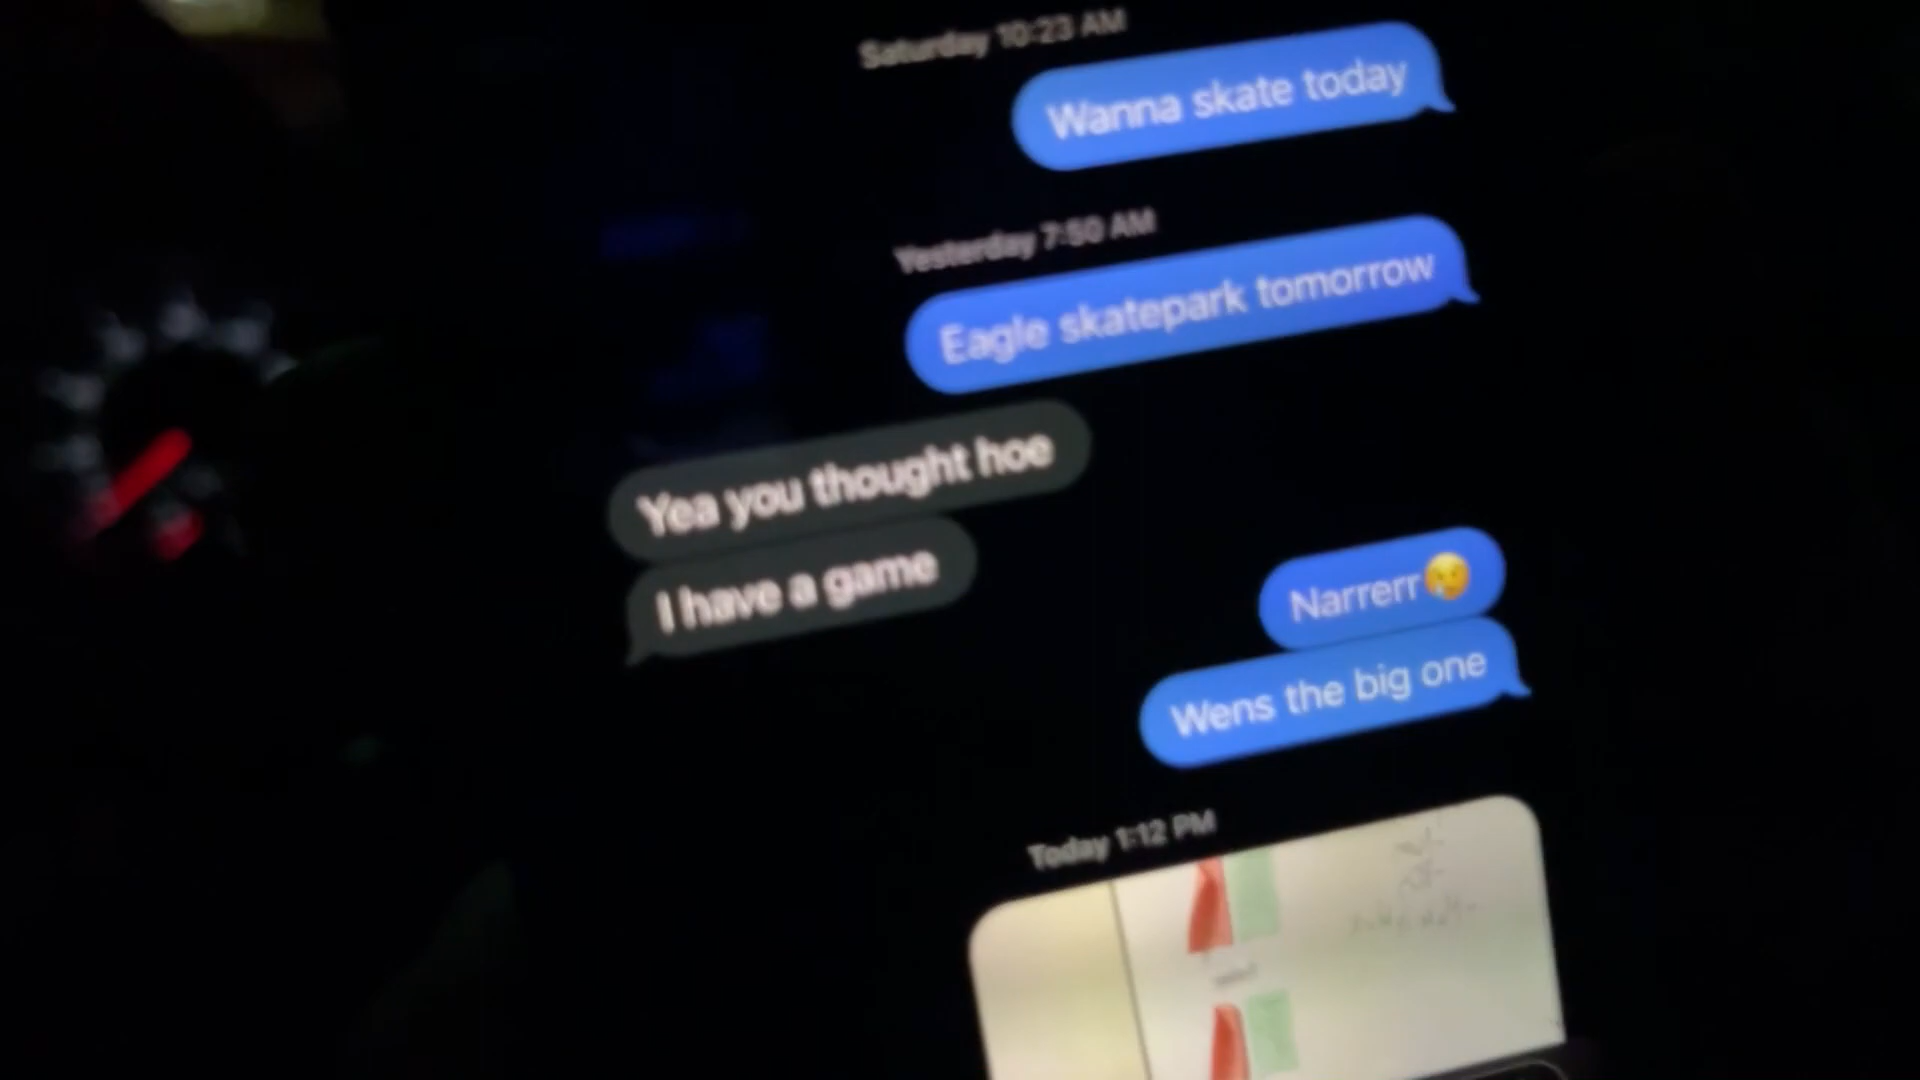 Saturday 10:23 AM
Wanna skate today
Yesterday 7:50 AM
Eagle skatepark tomorrow
Yea you thought hoe
I have a game
Narrerr🥲
Wens the big one
Today 1:12 PM